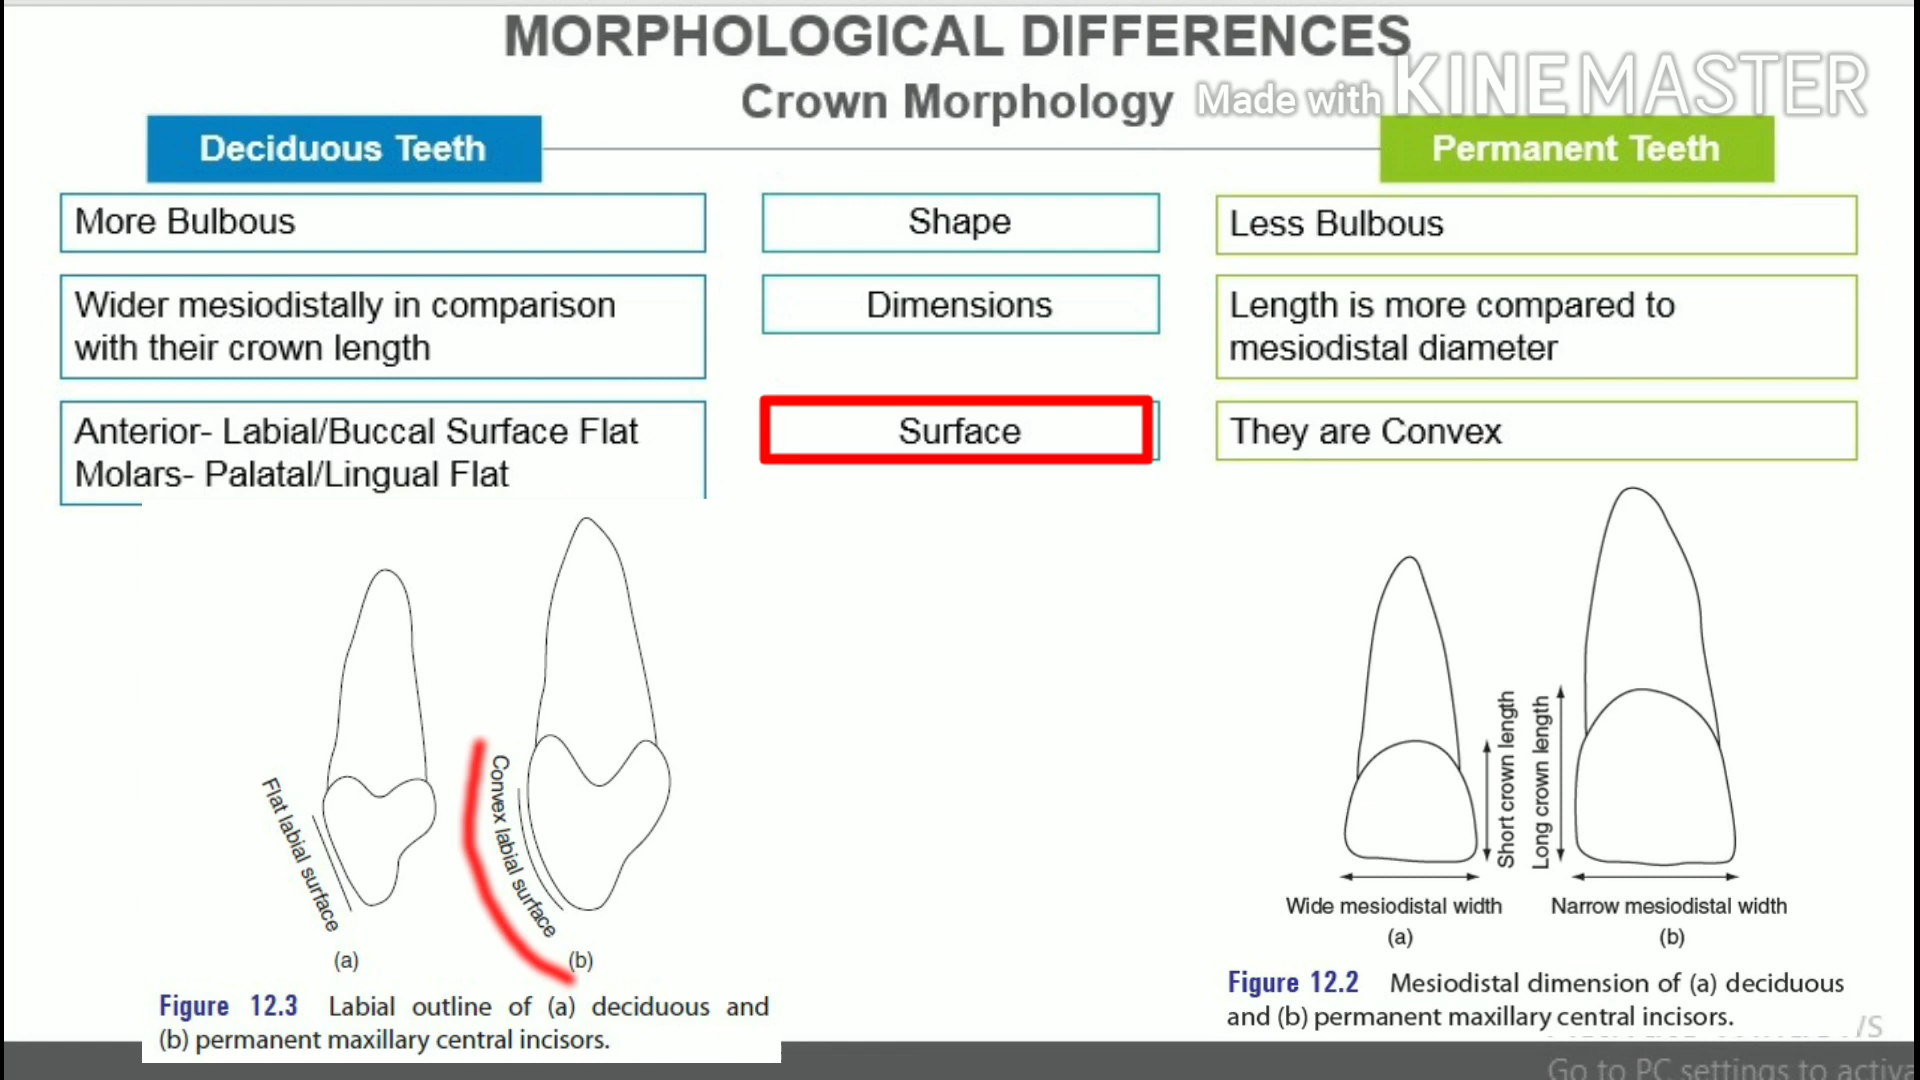 MORPHOLOGICAL DIFFERENCES
Crown Morphology
Made with KINEMASTER
Deciduous Teeth
Permanent Teeth
More Bulbous
Shape
Less Bulbous
Wider mesiodistally in comparison
with their crown length
Dimensions
Length is more compared to
mesiodistal diameter
Anterior- Labial/Buccal Surface Flat
Molars- Palatal/Lingual Flat
Surface
They are Convex
Flat labial surface
Convex labial surface
(a)
(b)
Figure 12.3 Labial outline of (a) deciduous and
(b) permanent maxillary central incisors.
Short crown length
Long crown length
Wide mesiodistal width
Narrow mesiodistal width
(a)
(b)
Figure 12.2 Mesiodistal dimension of (a) deciduous
and (b) permanent maxillary central incisors.
Go to PC settings to activa